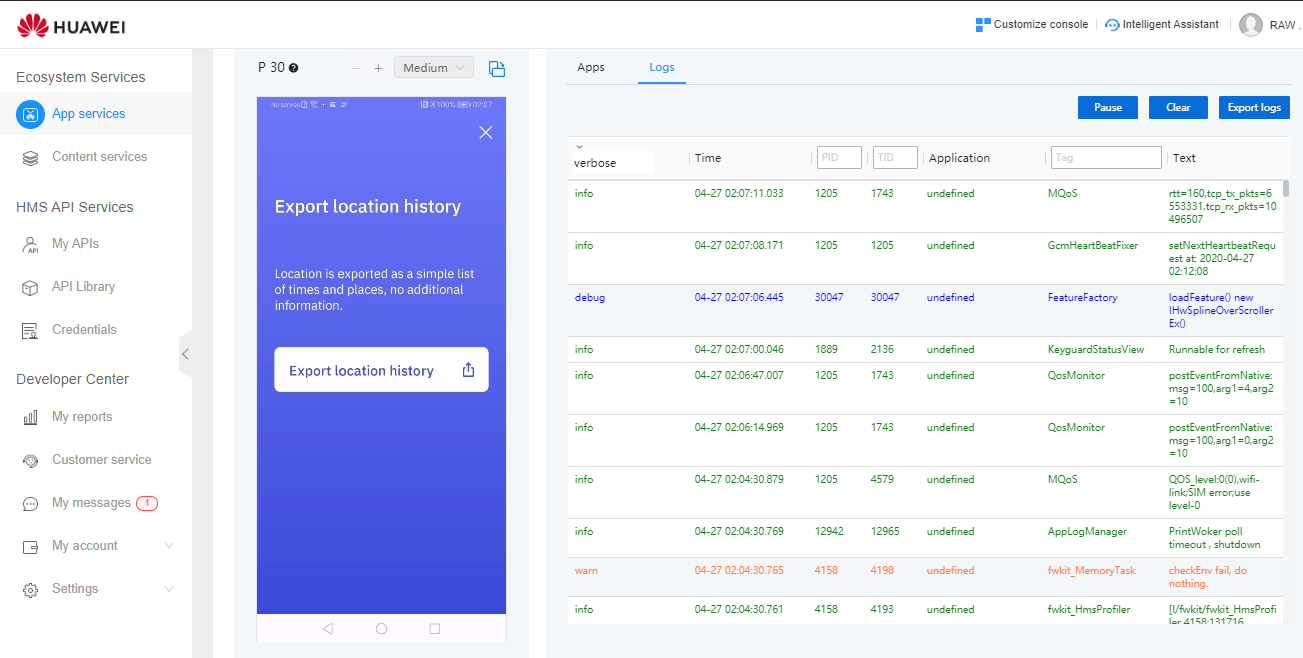 HUAWEI
Customize console
Intelligent Assistant
RAW .
Ecosystem Services
App services
Content services
HMS API Services
My APIs
API Library
Credentials
Developer Center
My reports
Customer service
My messages 1
My account
Settings
P 30 ?
− + Medium
No service
100% 02:07
Export location history
Location is exported as a simple list
of times and places, no additional
information.
Export location history
Apps Logs
Pause Clear Export logs
verbose Time PID TID Application Tag Text
info 04-27 02:07:11.033 1205 1743 undefined MQoS rtt=160,tcp_tx_pkts=6
553331,tcp_rx_pkts=10
496507
info 04-27 02:07:08.171 1205 1205 undefined GcmHeartBeatFixer setNextHeartbeatRequ
est at: 2020-04-27
02:12:08
debug 04-27 02:07:06.445 30047 30047 undefined FeatureFactory loadFeature() new
IHwSplineOverScroller
Ex()
info 04-27 02:07:00.046 1889 2136 undefined KeyguardStatusView Runnable for refresh
info 04-27 02:06:47.007 1205 1743 undefined QosMonitor postEventFromNative:
msg=100,arg1=4,arg2
=10
info 04-27 02:06:14.969 1205 1743 undefined QosMonitor postEventFromNative:
msg=100,arg1=0,arg2
=10
info 04-27 02:04:30.879 1205 4579 undefined MQoS QOS_level:0(0),wifi-
link;SIM error;use
level-0
info 04-27 02:04:30.769 12942 12965 undefined AppLogManager PrintWoker poll
timeout , shutdown
warn 04-27 02:04:30.765 4158 4198 undefined fwkit_MemoryTask checkEnv fail, do
nothing.
info 04-27 02:04:30.761 4158 4193 undefined fwkit_HmsProfiler [I/fwkit/fwkit_HmsProfi
ler 4158:131716